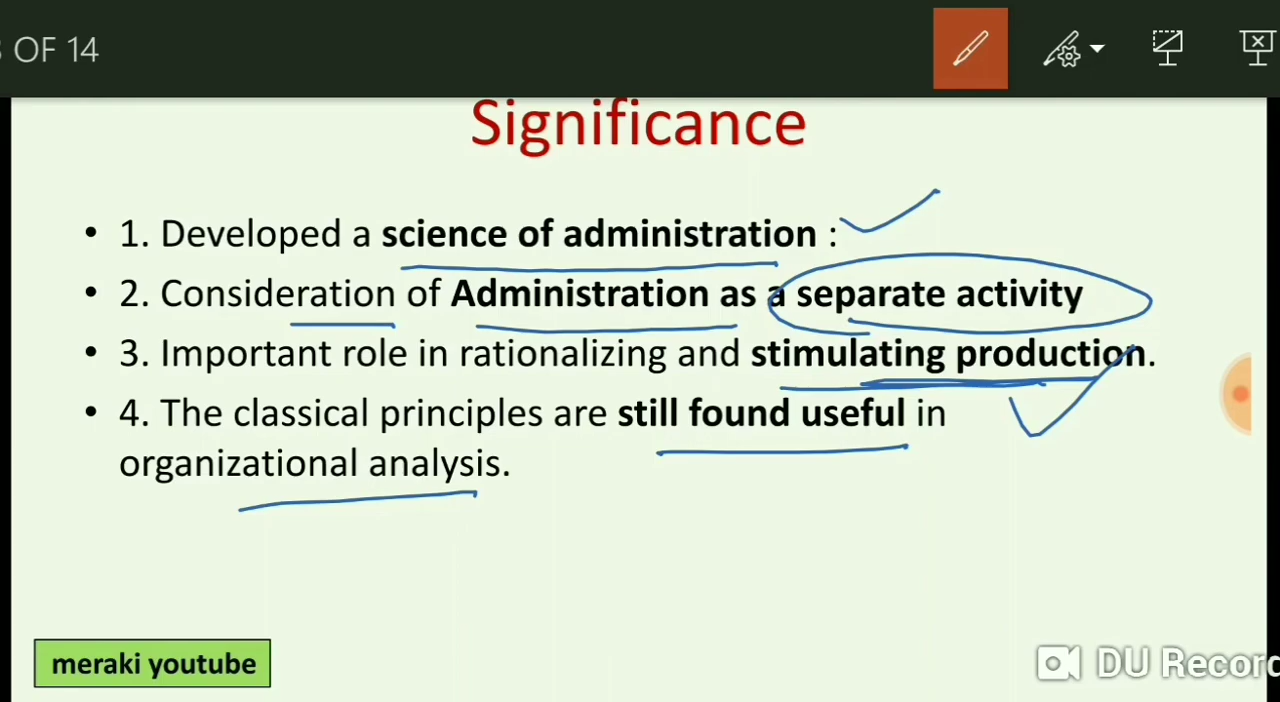 OF 14
Significance
• 1. Developed a science of administration :
• 2. Consideration of Administration as a separate activity
• 3. Important role in rationalizing and stimulating production.
• 4. The classical principles are still found useful in
organizational analysis.
meraki youtube
DU Recor